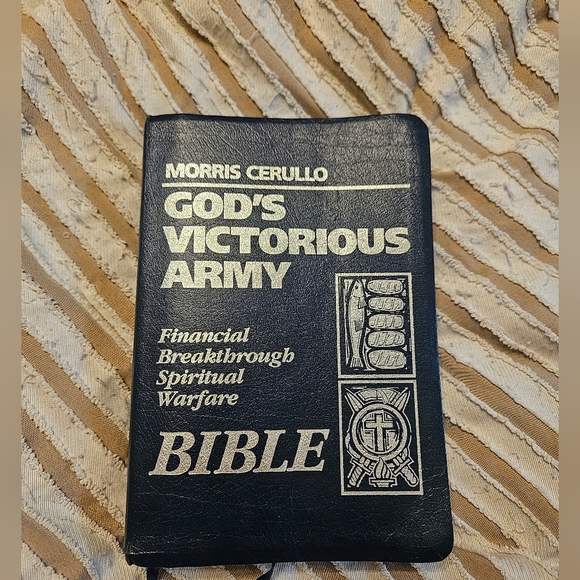 MORRIS CERULLO
GOD'S
VICTORIOUS
ARMY
Financial
Breakthrough
Spiritual
Warfare
BIBLE